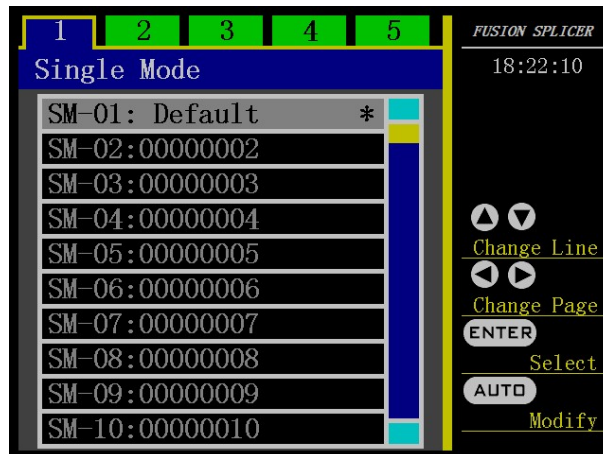 1 2 3 4 5
Single Mode
SM-01: Default *
SM-02:00000002
SM-03:00000003
SM-04:00000004
SM-05:00000005
SM-06:00000006
SM-07:00000007
SM-08:00000008
SM-09:00000009
SM-10:00000010
FUSION SPLICER
18:22:10
Change Line
Change Page
ENTER
Select
AUTO
Modify